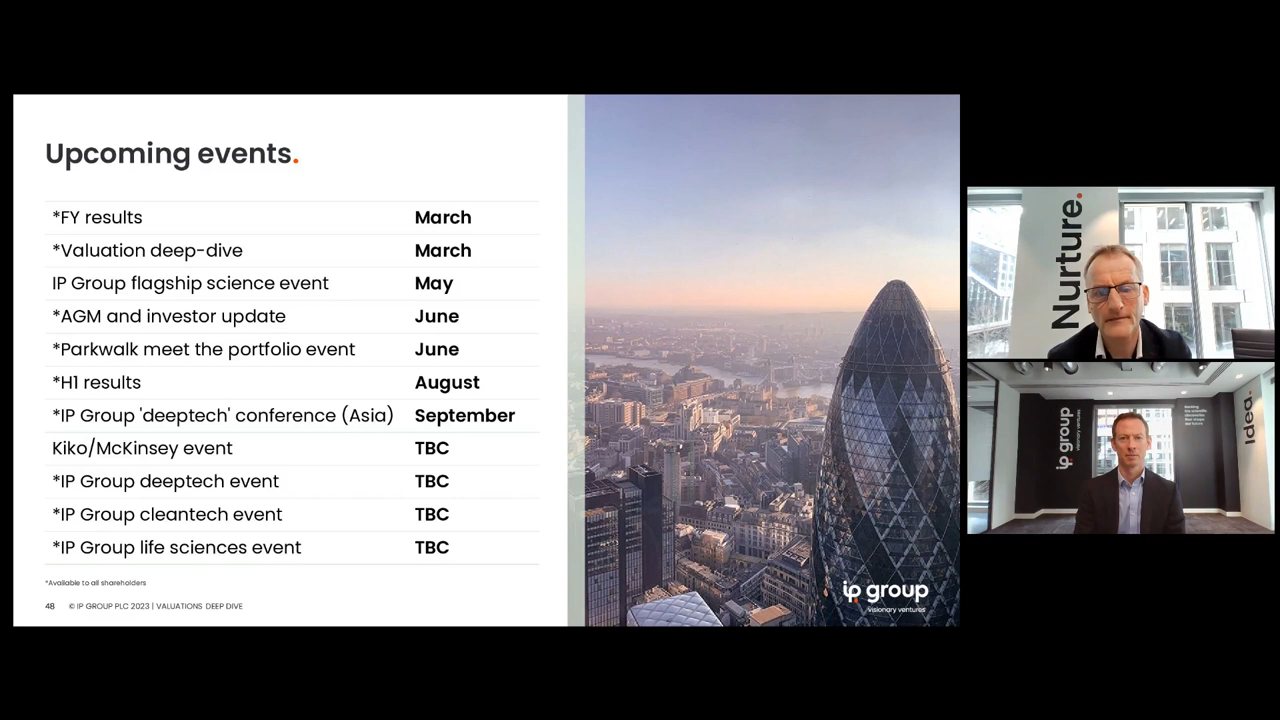 Upcoming events.
*FY results March
*Valuation deep-dive March
IP Group flagship science event May
*AGM and investor update June
*Parkwalk meet the portfolio event June
*H1 results August
*IP Group 'deeptech' conference (Asia) September
Kiko/McKinsey event TBC
*IP Group deeptech event TBC
*IP Group cleantech event TBC
*IP Group life sciences event TBC
*Available to all shareholders
48 © IP GROUP PLC 2023 | VALUATIONS DEEP DIVE
ip group
visionary ventures
Nurture.
ip group
visionary ventures
Idea.